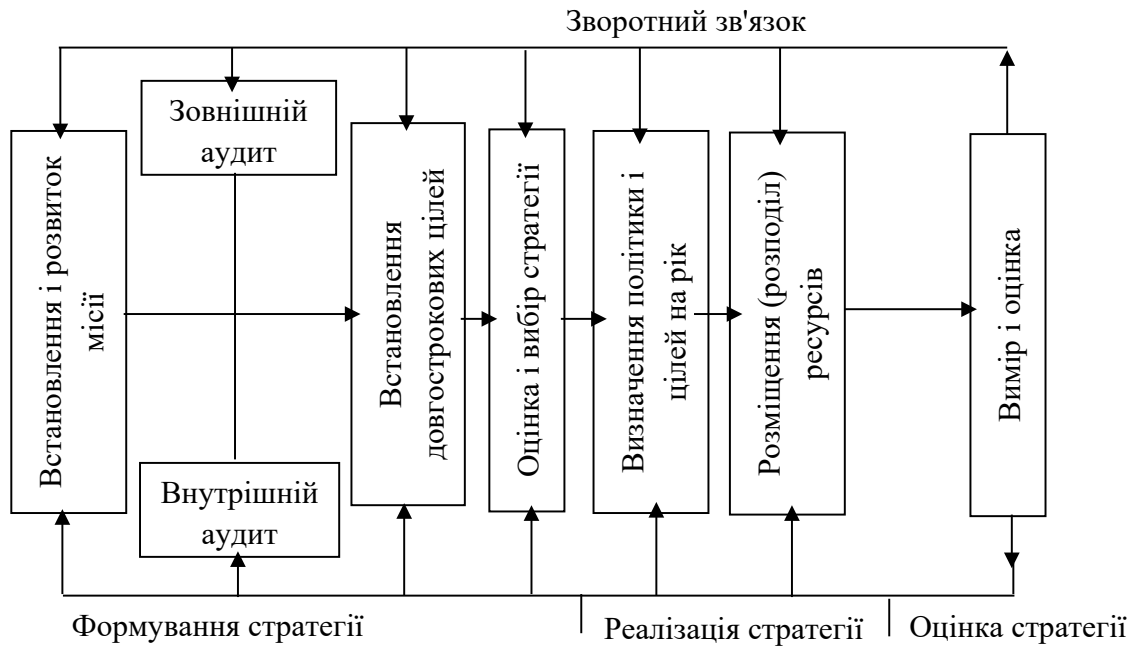 Зворотний зв'язок
Встановлення і розвиток
місії
Зовнішній
аудит
Внутрішній
аудит
Встановлення
довгострокових цілей
Оцінка і вибір стратегії
Визначення політики і
цілей на рік
Розміщення (розподіл)
ресурсів
Вимір і оцінка
Формування стратегії
Реалізація стратегії
Оцінка стратегії